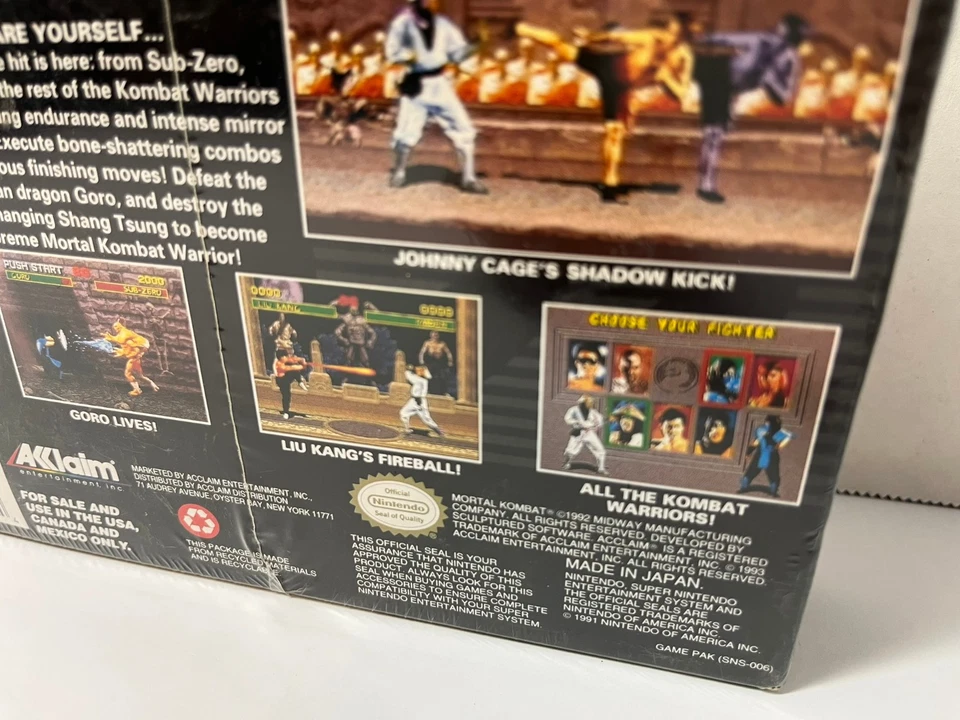 ARE YOURSELF...
e hit is here: from Sub-Zero,
the rest of the Kombat Warriors
ng endurance and intense mirror
xecute bone-shattering combos
ous finishing moves! Defeat the
an dragon Goro, and destroy the
hanging Shang Tsung to become
reme Mortal Kombat Warrior!
JOHNNY CAGE'S SHADOW KICK!
PUSH START
2000
GORO
SUB-ZERO
GORO LIVES!
0000
0000
LIU KANG
LIU KANG'S FIREBALL!
CHOOSE YOUR FIGHTER
ALL THE KOMBAT
WARRIORS!
AKKlaim
entertainment, inc.
MARKETED BY ACCLAIM ENTERTAINMENT, INC.,
DISTRIBUTED BY ACCLAIM DISTRIBUTION
71 AUDREY AVENUE, OYSTER BAY, NEW YORK 11771
FOR SALE AND
USE IN THE USA,
CANADA AND
MEXICO ONLY.
THIS PACKAGE IS MADE
FROM RECYCLED MATERIALS
AND IS RECYCLABLE
Official
Nintendo
Seal of Quality
THIS OFFICIAL SEAL IS YOUR
ASSURANCE THAT NINTENDO HAS
APPROVED THE QUALITY OF THIS
PRODUCT. ALWAYS LOOK FOR THIS
SEAL WHEN BUYING GAMES AND
ACCESSORIES TO ENSURE COMPLETE
COMPATIBILITY WITH YOUR SUPER
NINTENDO ENTERTAINMENT SYSTEM.
MORTAL KOMBAT® ©1992 MIDWAY MANUFACTURING
COMPANY. ALL RIGHTS RESERVED. DEVELOPED BY
SCULPTURED SOFTWARE. ACCLAIM® IS A REGISTERED
TRADEMARK OF ACCLAIM ENTERTAINMENT, INC. © 1993
ACCLAIM ENTERTAINMENT, INC. ALL RIGHTS RESERVED.
MADE IN JAPAN
NINTENDO, SUPER NINTENDO
ENTERTAINMENT SYSTEM AND
THE OFFICIAL SEALS ARE
REGISTERED TRADEMARKS OF
NINTENDO OF AMERICA INC.
© 1991 NINTENDO OF AMERICA INC.
GAME PAK (SNS-006)